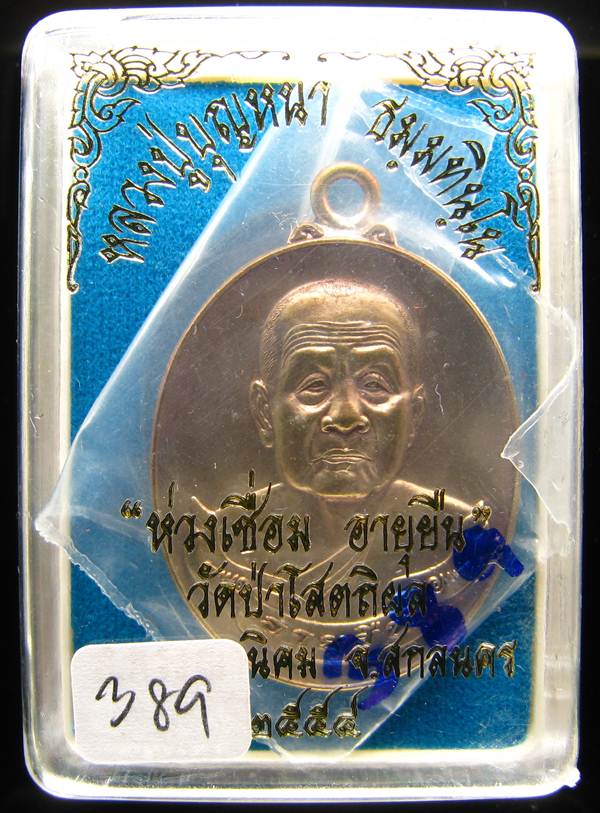 หลวงปู่บุญหนา ธมฺมทินฺโน
“ห่วงเชื่อม อายุยืน”
วัดป่าโสตถิผล
นิคม จ.สกลนคร
๒๕๕๔
389